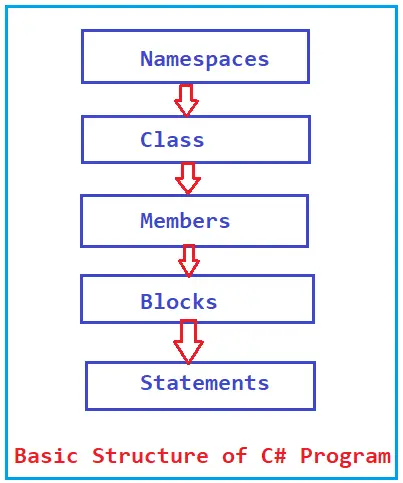 Namespaces
Class
Members
Blocks
Statements
Basic Structure of C# Program